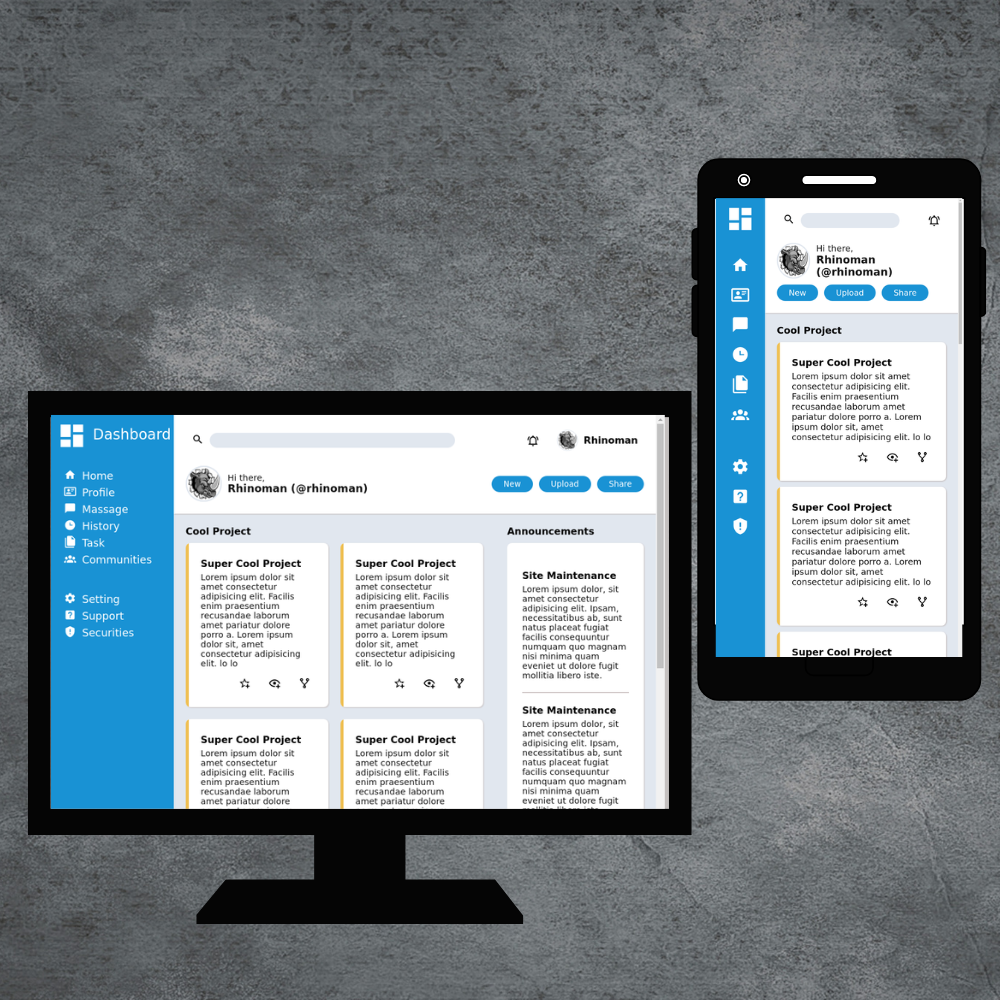 Dashboard
Home
Profile
Massage
History
Task
Communities
Setting
Support
Securities
Rhinoman
Hi there,
Rhinoman (@rhinoman)
New
Upload
Share
Cool Project
Super Cool Project
Lorem ipsum dolor sit
amet consectetur
adipisicing elit. Facilis
enim praesentium
recusandae laborum
amet pariatur dolore
porro a. Lorem ipsum
dolor sit, amet
consectetur adipisicing
elit. lo lo
Super Cool Project
Lorem ipsum dolor sit
amet consectetur
adipisicing elit. Facilis
enim praesentium
recusandae laborum
amet pariatur dolore
porro a. Lorem ipsum
dolor sit, amet
consectetur adipisicing
elit. lo lo
Super Cool Project
Lorem ipsum dolor sit
amet consectetur
adipisicing elit. Facilis
enim praesentium
recusandae laborum
amet pariatur dolore
Super Cool Project
Lorem ipsum dolor sit
amet consectetur
adipisicing elit. Facilis
enim praesentium
recusandae laborum
amet pariatur dolore
Announcements
Site Maintenance
Lorem ipsum dolor sit
amet consectetur
adipisicing elit. Ipsam,
necessitatibus ab, sunt
natus placeat fugiat
facilis consequuntur
numquam quo magnam
nisi minima quam
eveniet ut dolore fugit
mollitia libero iste.
Site Maintenance
Lorem ipsum dolor sit
amet consectetur
adipisicing elit. Ipsam,
necessitatibus ab, sunt
natus placeat fugiat
facilis consequuntur
numquam quo magnam
nisi minima quam
eveniet ut dolore fugit
mollitia libero iste.
Hi there,
Rhinoman
(@rhinoman)
New
Upload
Share
Cool Project
Super Cool Project
Lorem ipsum dolor sit amet
consectetur adipisicing elit.
Facilis enim praesentium
recusandae laborum amet
pariatur dolore porro a. Lorem
ipsum dolor sit, amet
consectetur adipisicing elit. lo lo
Super Cool Project
Lorem ipsum dolor sit amet
consectetur adipisicing elit.
Facilis enim praesentium
recusandae laborum amet
pariatur dolore porro a. Lorem
ipsum dolor sit, amet
consectetur adipisicing elit. lo lo
Super Cool Project